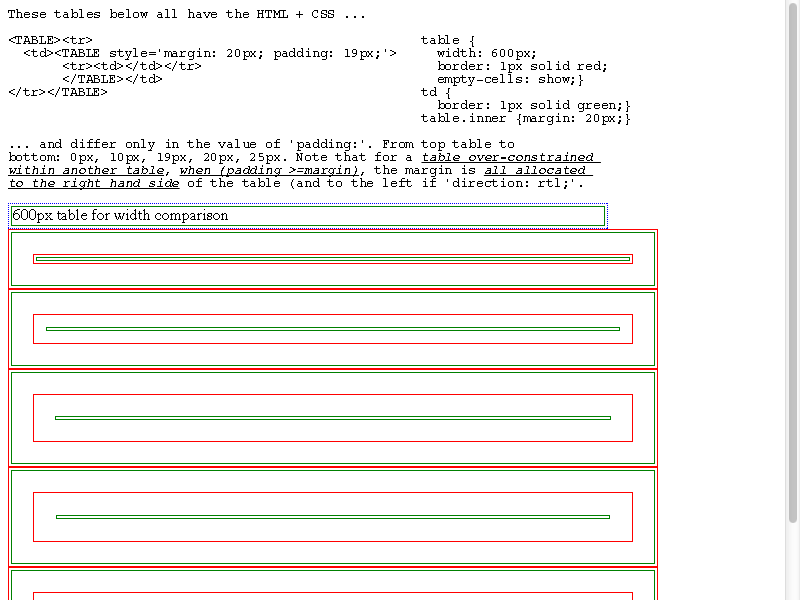 These tables below all have the HTML + CSS ...
<TABLE><tr>
  <td><TABLE style='margin: 20px; padding: 19px;'>
       <tr><td></td></tr>
       </TABLE></td>
</tr></TABLE>
table {
  width: 600px;
  border: 1px solid red;
  empty-cells: show;}
td {
  border: 1px solid green;}
table.inner {margin: 20px;}
... and differ only in the value of 'padding:'. From top table to
bottom: 0px, 10px, 19px, 20px, 25px. Note that for a table over-constrained
within another table, when (padding >=margin), the margin is all allocated
to the right hand side of the table (and to the left if 'direction: rtl;'.
600px table for width comparison